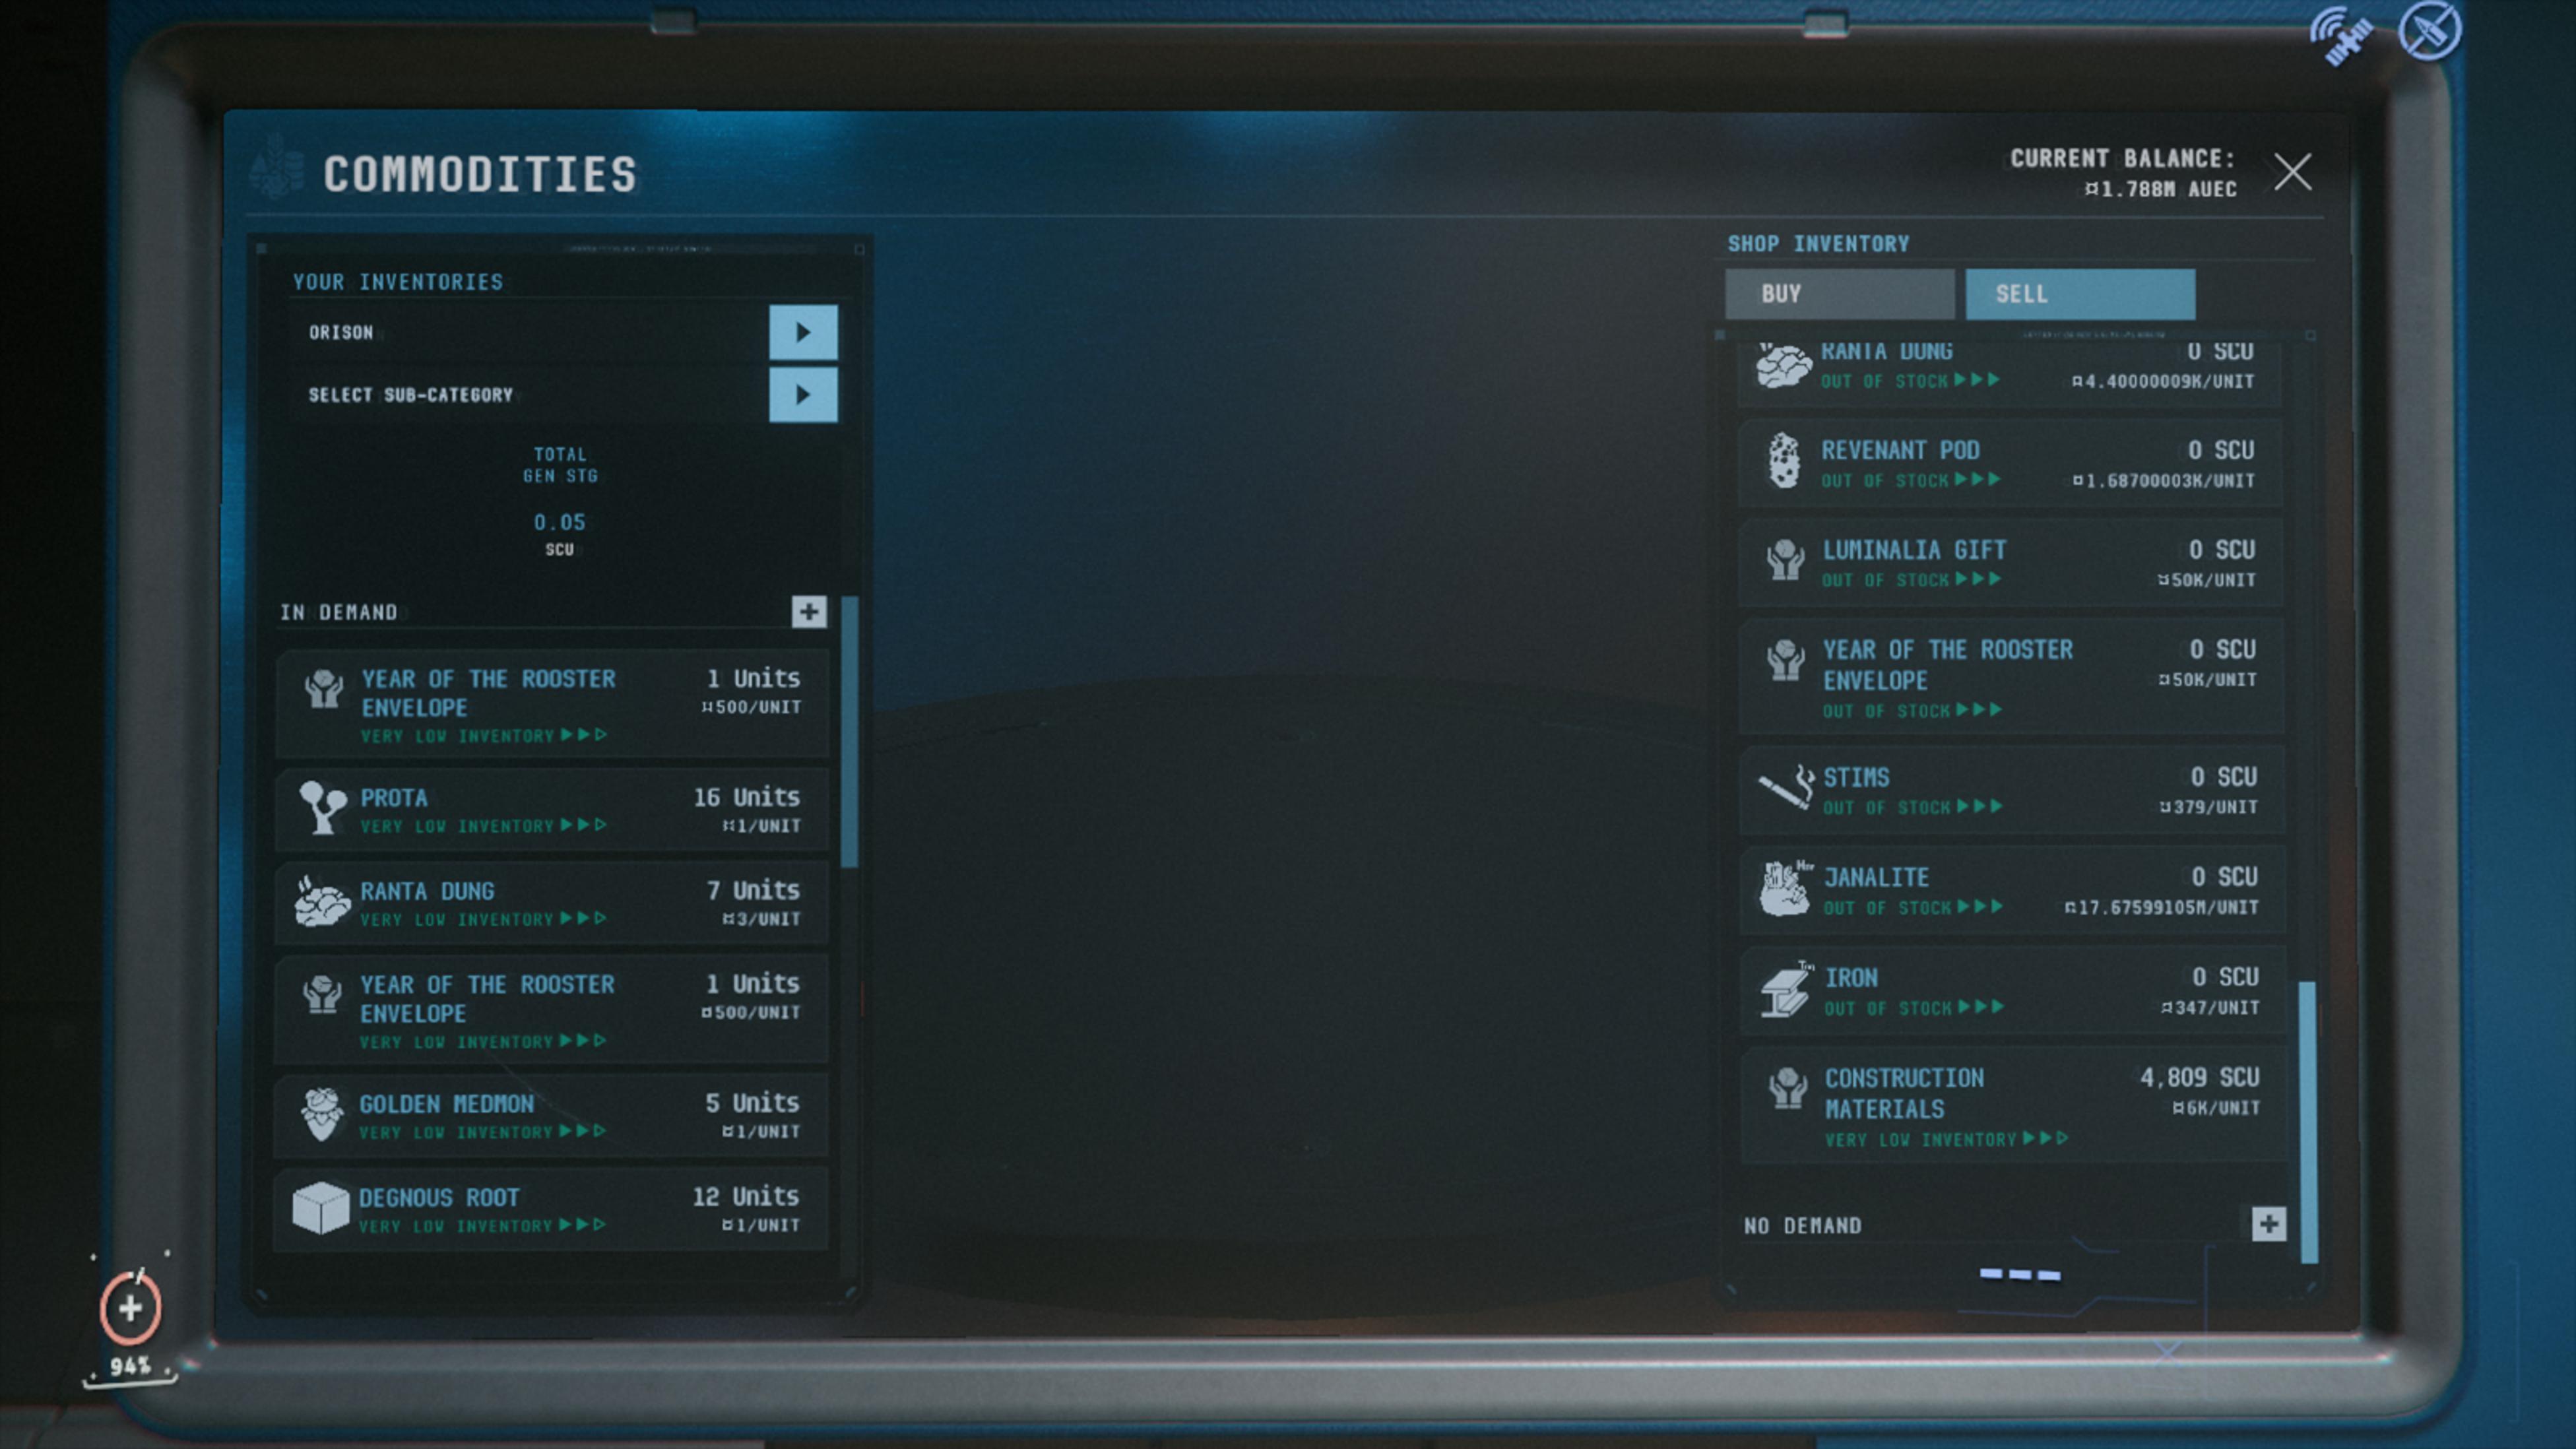 COMMODITIES
CURRENT BALANCE:
¤1.788M AUEC
YOUR INVENTORIES
ORISON
SELECT SUB-CATEGORY
TOTAL
GEN STG
0.05
SCU
IN DEMAND
YEAR OF THE ROOSTER 1 Units
ENVELOPE ¤500/UNIT
VERY LOW INVENTORY
PROTA 16 Units
VERY LOW INVENTORY ¤1/UNIT
RANTA DUNG 7 Units
VERY LOW INVENTORY ¤3/UNIT
YEAR OF THE ROOSTER 1 Units
ENVELOPE ¤500/UNIT
VERY LOW INVENTORY
GOLDEN MEDMON 5 Units
VERY LOW INVENTORY ¤1/UNIT
DEGNOUS ROOT 12 Units
VERY LOW INVENTORY ¤1/UNIT
SHOP INVENTORY
BUY SELL
RANTA DUNG 0 SCU
OUT OF STOCK ¤4.40000009K/UNIT
REVENANT POD 0 SCU
OUT OF STOCK ¤1.68700003K/UNIT
LUMINALIA GIFT 0 SCU
OUT OF STOCK ¤50K/UNIT
YEAR OF THE ROOSTER 0 SCU
ENVELOPE ¤50K/UNIT
OUT OF STOCK
STIMS 0 SCU
OUT OF STOCK ¤379/UNIT
JANALITE 0 SCU
OUT OF STOCK ¤17.67599105M/UNIT
IRON 0 SCU
OUT OF STOCK ¤347/UNIT
CONSTRUCTION 4,809 SCU
MATERIALS ¤6K/UNIT
VERY LOW INVENTORY
NO DEMAND
94%